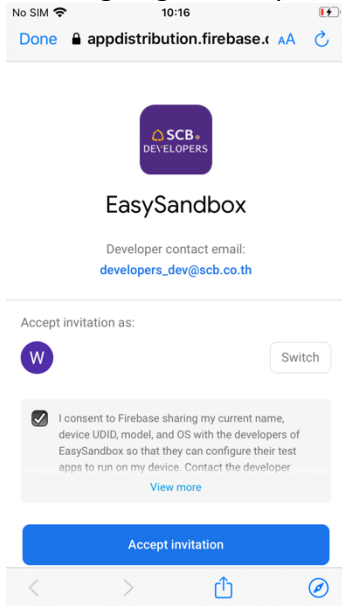 No SIM 10:16
Done appdistribution.firebase.c AA
SCB
DEVELOPERS
EasySandbox
Developer contact email:
developers_dev@scb.co.th
Accept invitation as:
W
Switch
I consent to Firebase sharing my current name,
device UDID, model, and OS with the developers of
EasySandbox so that they can configure their test
apps to run on my device. Contact the developer
View more
Accept invitation